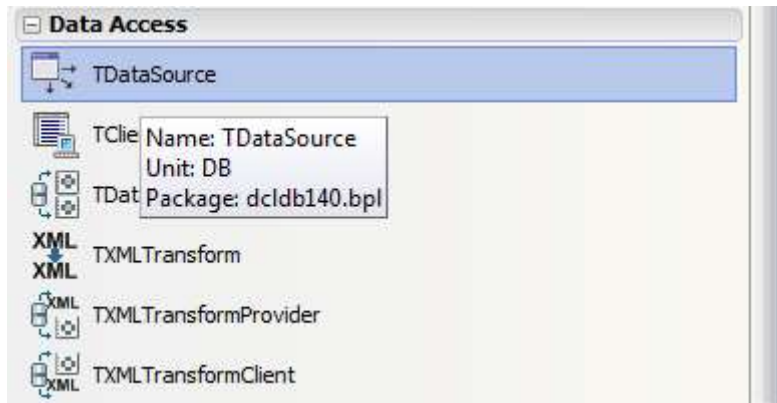 Data Access
TDataSource
TClie
Name: TDataSource
Unit: DB
TDat
Package: dcldb140.bpl
XML
XML
TXMLTransform
XML
TXMLTransformProvider
XML
TXMLTransformClient